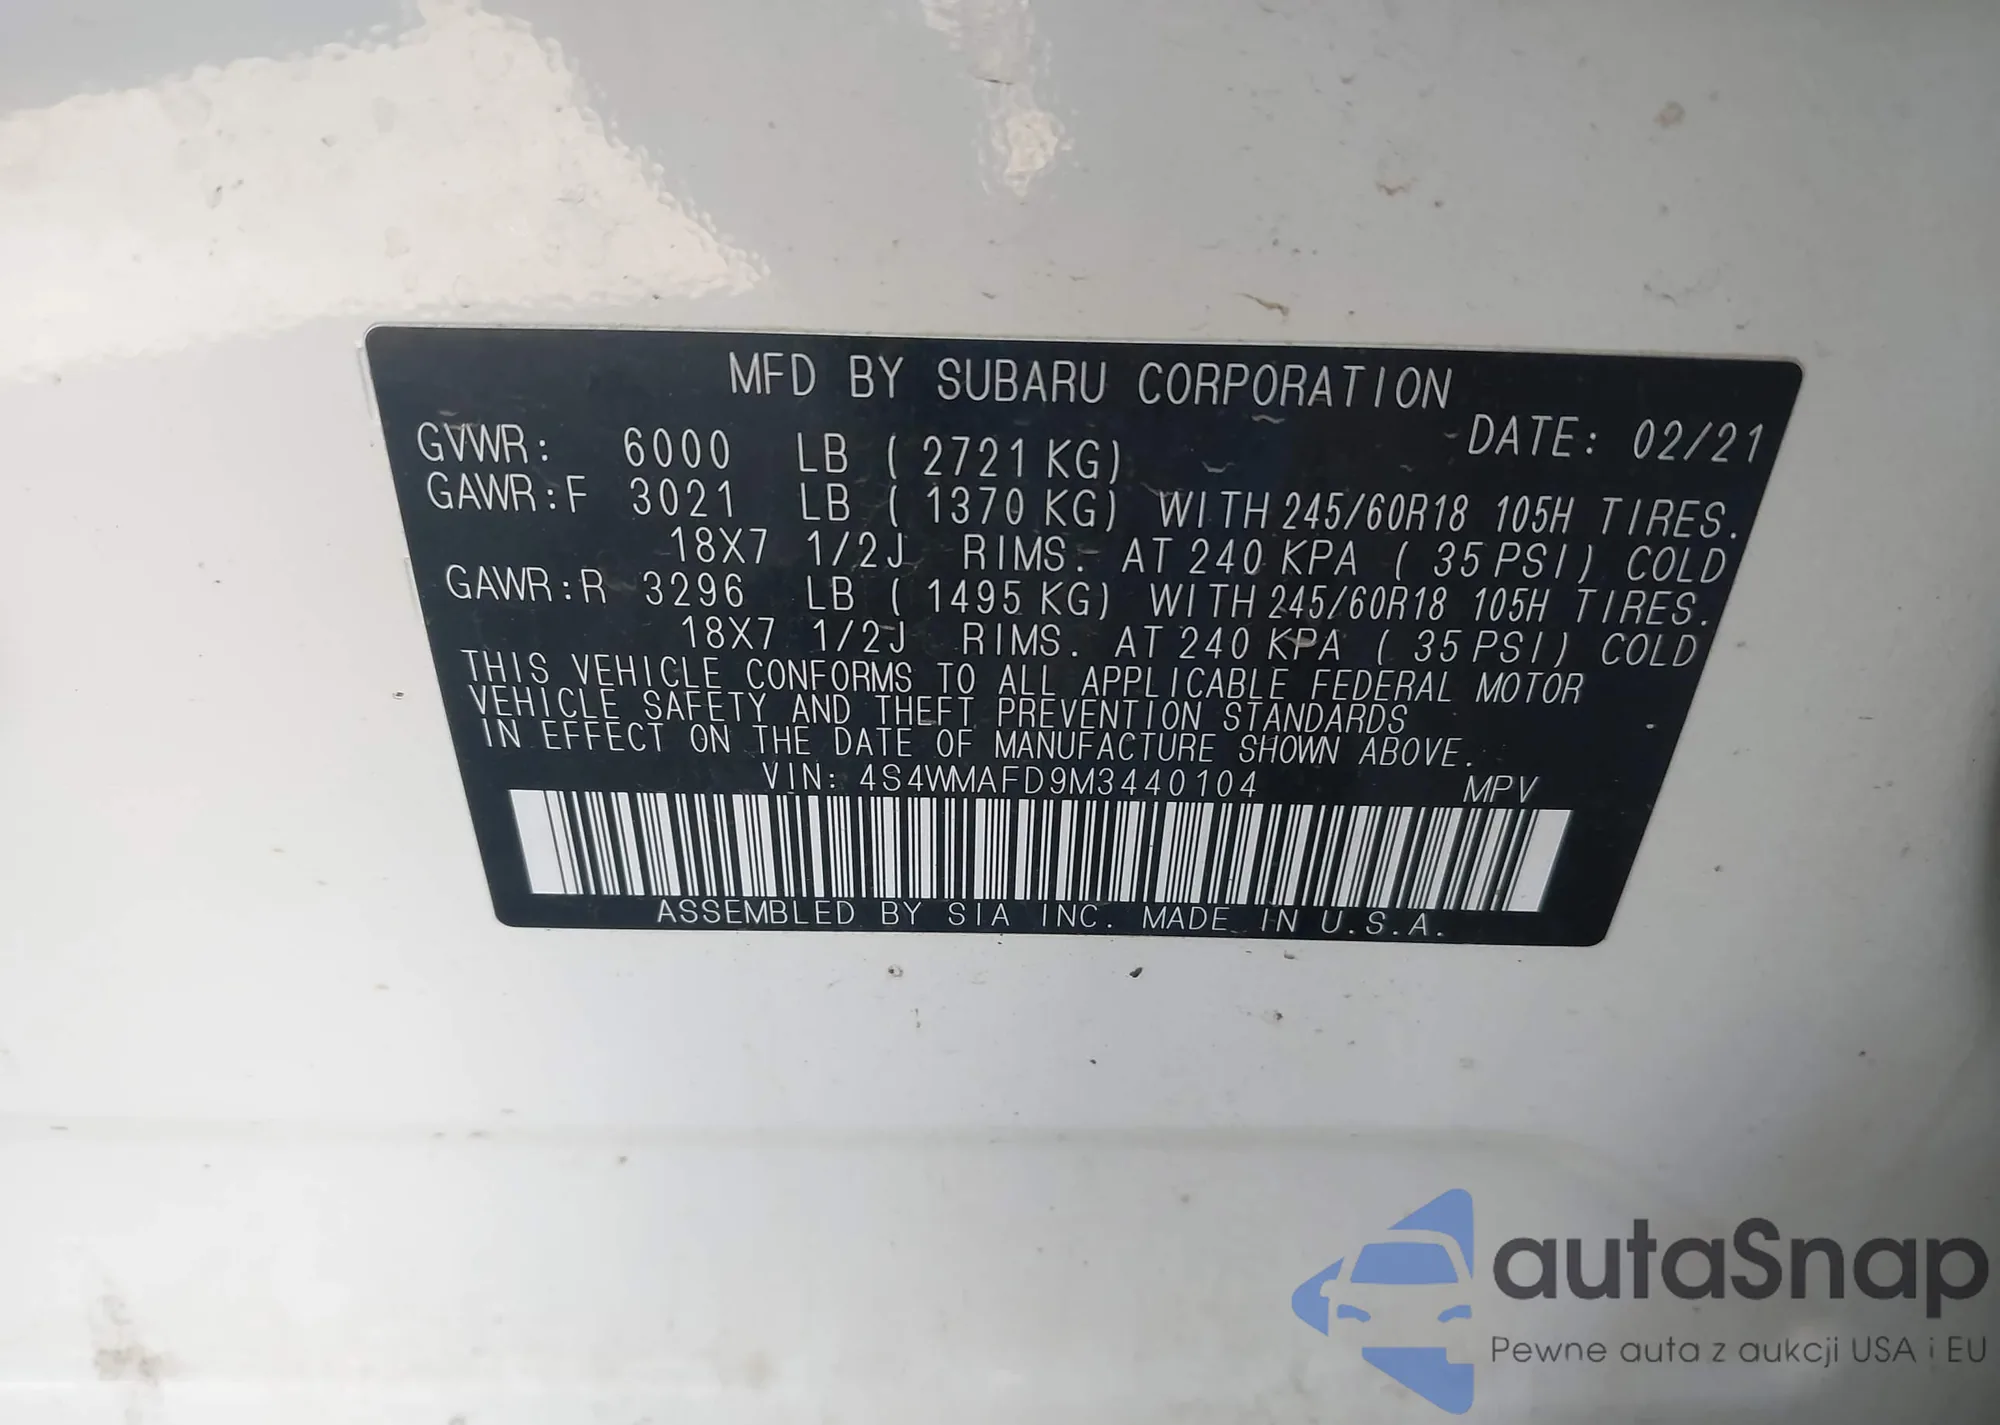 MFD BY SUBARU CORPORATION
DATE: 02/21
GVWR: 6000 LB ( 2721 KG)
GAWR:F 3021 LB ( 1370 KG) WITH 245/60R18 105H TIRES.
18X7 1/2J RIMS. AT 240 KPA ( 35 PSI) COLD
GAWR:R 3296 LB ( 1495 KG) WITH 245/60R18 105H TIRES.
18X7 1/2J RIMS. AT 240 KPA ( 35 PSI) COLD
THIS VEHICLE CONFORMS TO ALL APPLICABLE FEDERAL MOTOR
VEHICLE SAFETY AND THEFT PREVENTION STANDARDS
IN EFFECT ON THE DATE OF MANUFACTURE SHOWN ABOVE.
VIN: 4S4WMAFD9M3440104 MPV
ASSEMBLED BY SIA INC. MADE IN U.S.A.
autaSnap
Pewne auta z aukcji USA i EU